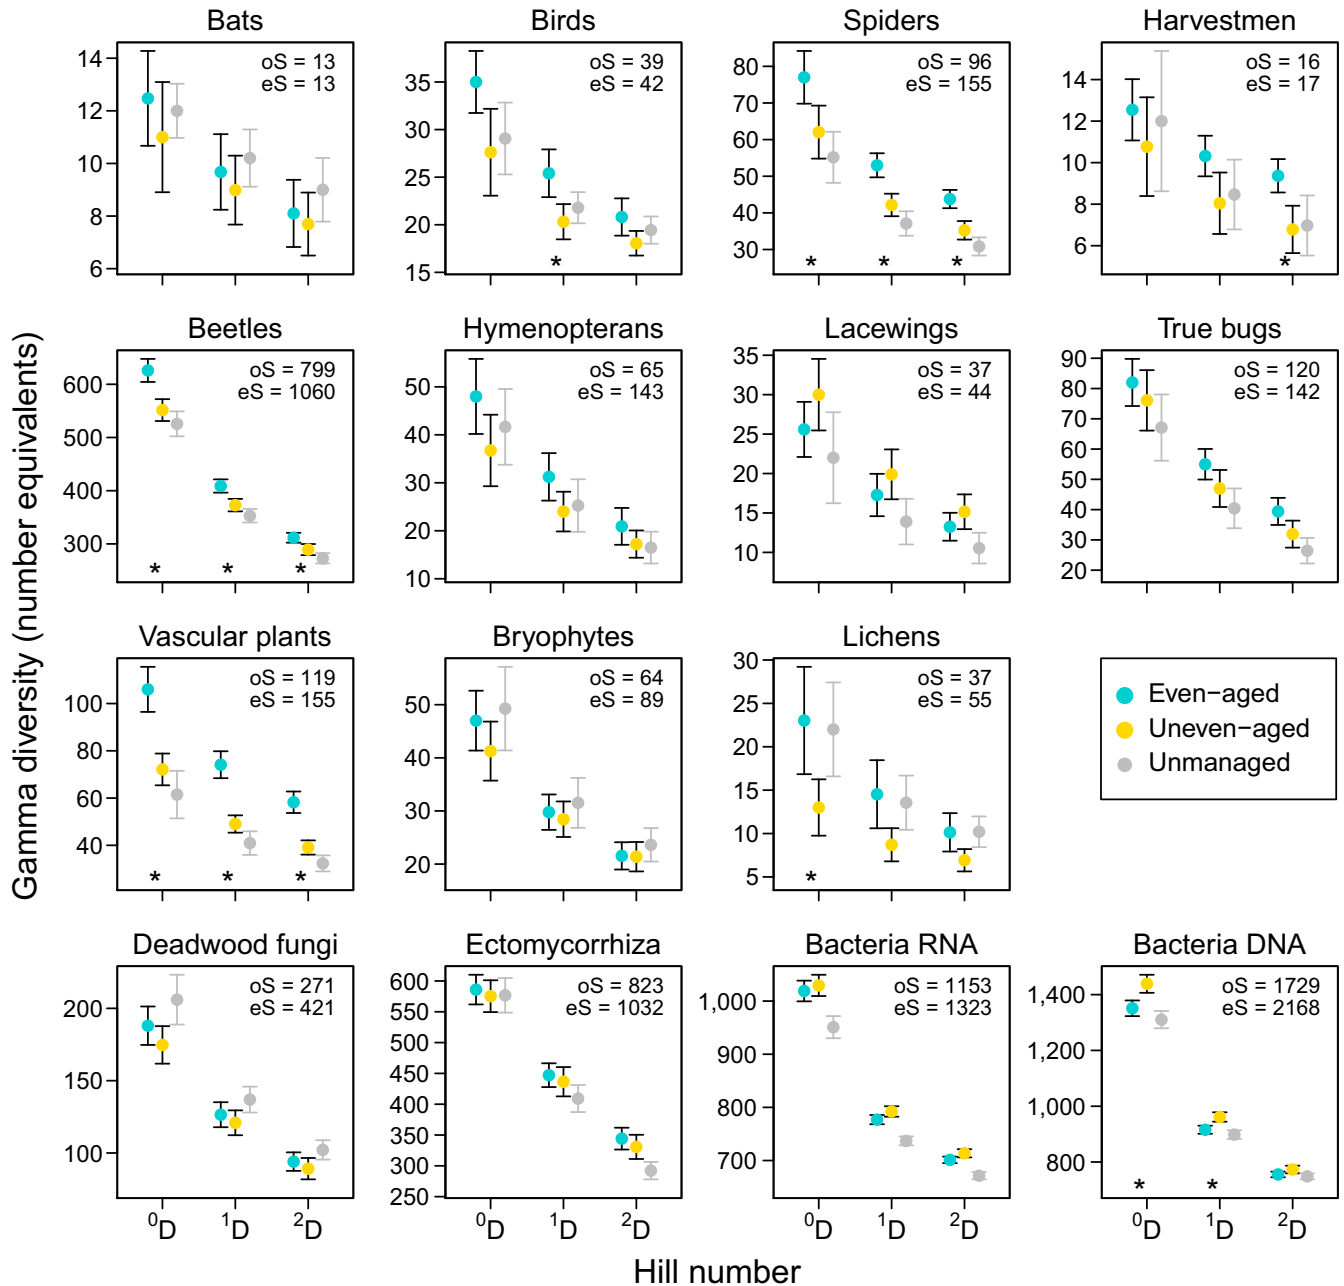 Bats
14
12
10
8
6
oS = 13
eS = 13
Birds
35
30
25
20
15
oS = 39
eS = 42
*
Spiders
80
70
60
50
40
30
oS = 96
eS = 155
* * *
Harvestmen
14
12
10
8
6
oS = 16
eS = 17
*
Gamma diversity (number equivalents)
Beetles
600
500
400
300
oS = 799
eS = 1060
* * *
Hymenopterans
50
40
30
20
10
oS = 65
eS = 143
Lacewings
35
30
25
20
15
10
oS = 37
eS = 44
True bugs
90
80
70
60
50
40
30
20
oS = 120
eS = 142
Vascular plants
100
80
60
40
oS = 119
eS = 155
* * *
Bryophytes
50
40
30
20
oS = 64
eS = 89
Lichens
30
25
20
15
10
5
oS = 37
eS = 55
*
Even−aged
Uneven−aged
Unmanaged
Deadwood fungi
200
150
100
oS = 271
eS = 421
⁰D ¹D ²D
Ectomycorrhiza
600
550
500
450
400
350
300
250
oS = 823
eS = 1032
⁰D ¹D ²D
Bacteria RNA
1,000
900
800
700
oS = 1153
eS = 1323
⁰D ¹D ²D
Bacteria DNA
1,400
1,200
1,000
800
oS = 1729
eS = 2168
* *
⁰D ¹D ²D
Hill number